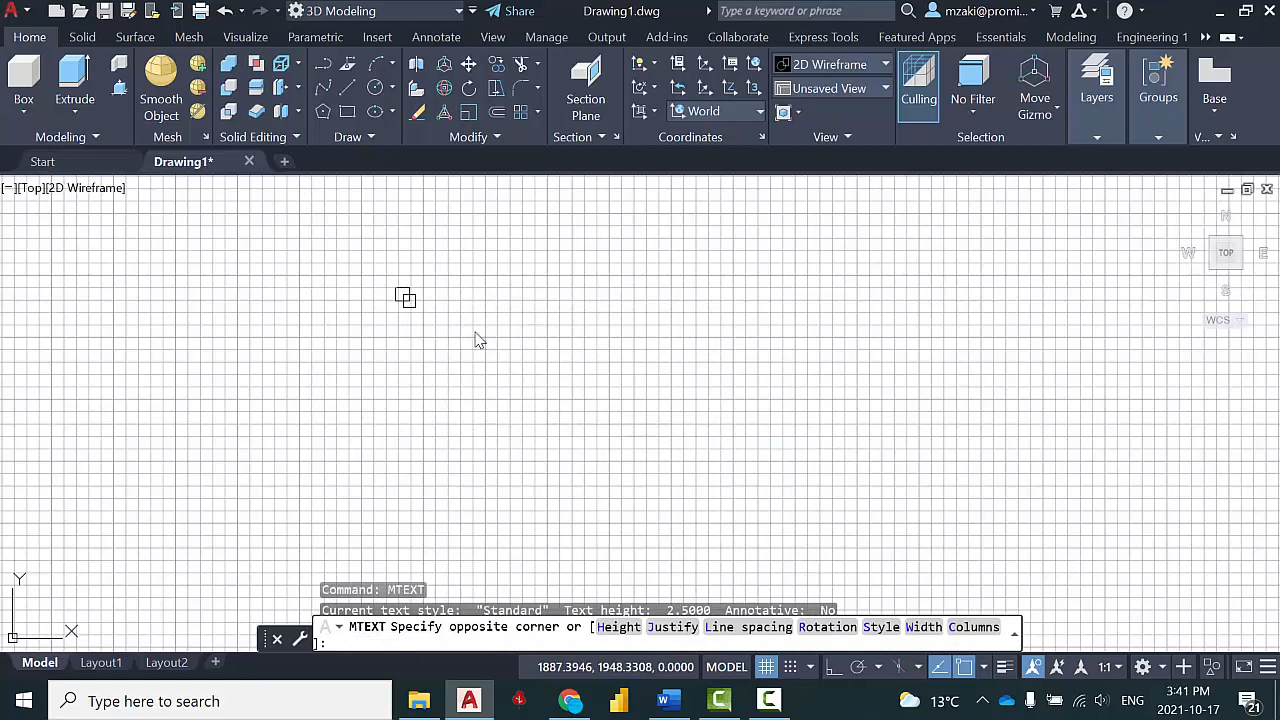 3D Modeling
Share
Drawing1.dwg
Type a keyword or phrase
mzaki@promi...
Home Solid Surface Mesh Visualize Parametric Insert Annotate View Manage Output Add-ins Collaborate Express Tools Featured Apps Essentials Modeling Engineering 1
Box
Extrude
Smooth
Object
Section
Plane
World
2D Wireframe
Unsaved View
Culling
No Filter
Move
Gizmo
Layers
Groups
Base
Modeling Mesh Solid Editing Draw Modify Section Coordinates View Selection V...
Start
Drawing1*
[−][Top][2D Wireframe]
N
W TOP E
S
WCS
Y
X
Command: MTEXT
Current text style: "Standard" Text height: 2.5000 Annotative: No
MTEXT Specify opposite corner or [Height Justify Line spacing Rotation Style Width Columns
]:
Model Layout1 Layout2
1887.3946, 1948.3308, 0.0000 MODEL
1:1
Type here to search
13°C
ENG
3:41 PM
2021-10-17
21